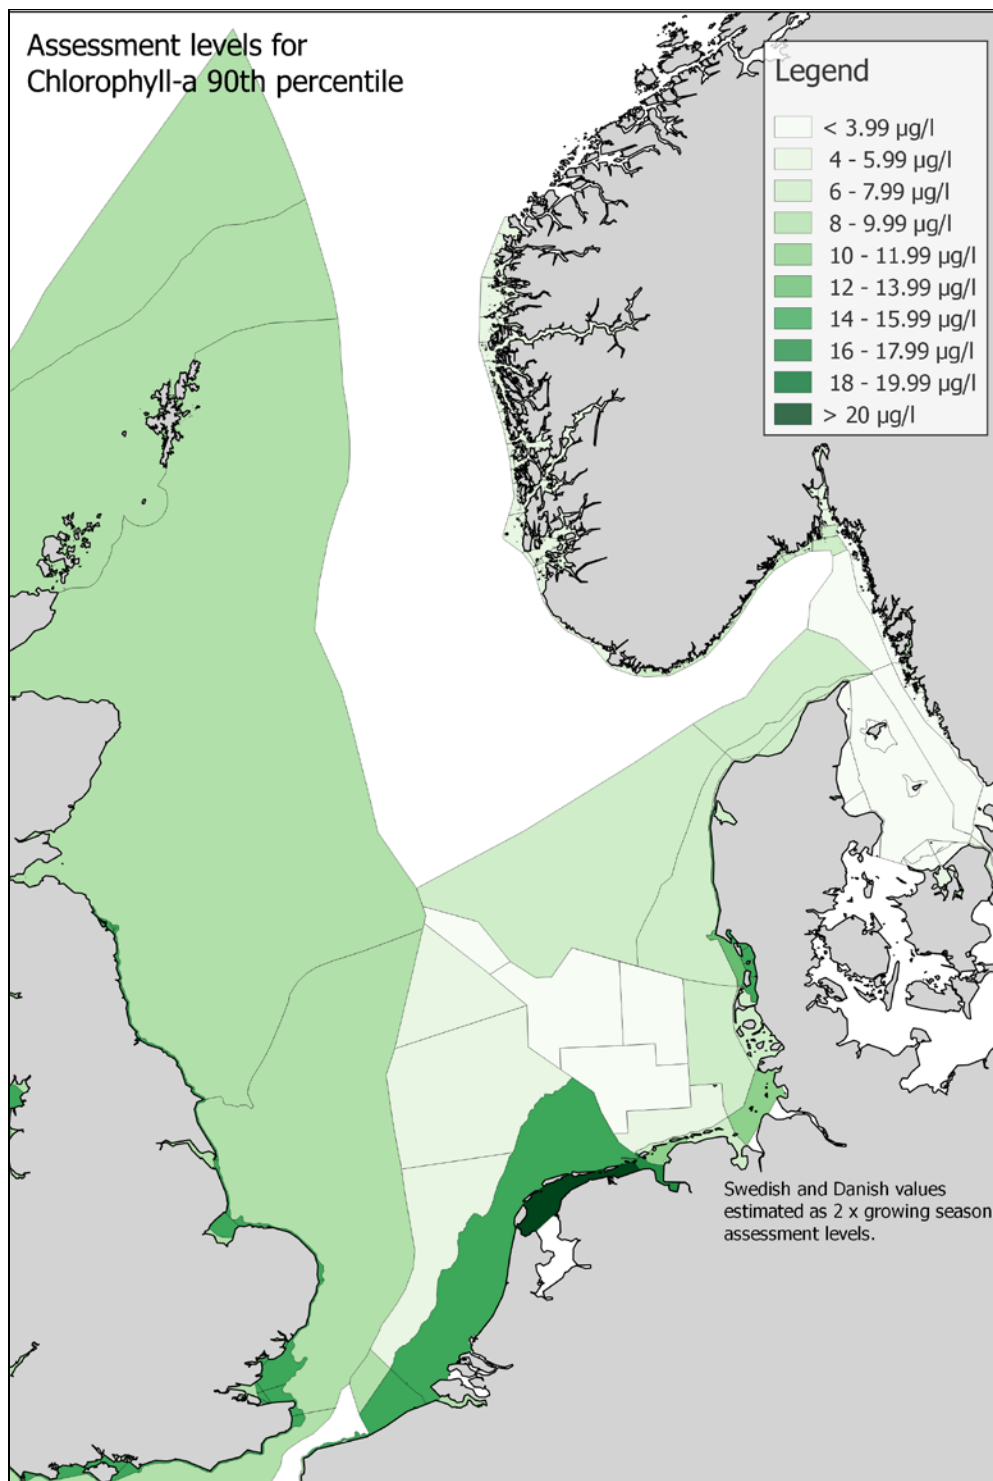 Assessment levels for
Chlorophyll-a 90th percentile
Legend
< 3.99 µg/l
4 - 5.99 µg/l
6 - 7.99 µg/l
8 - 9.99 µg/l
10 - 11.99 µg/l
12 - 13.99 µg/l
14 - 15.99 µg/l
16 - 17.99 µg/l
18 - 19.99 µg/l
> 20 µg/l
Swedish and Danish values
estimated as 2 x growing season
assessment levels.